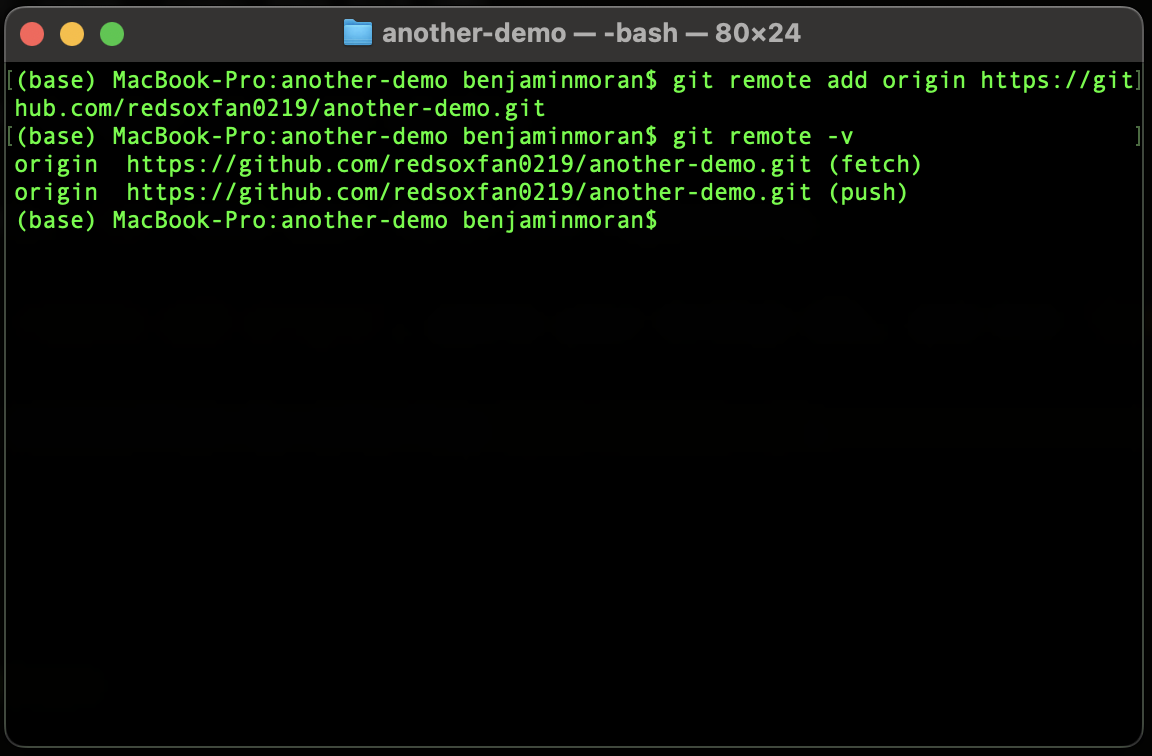 another-demo — -bash — 80×24
[(base) MacBook-Pro:another-demo benjaminmoran$ git remote add origin https://git]
hub.com/redsoxfan0219/another-demo.git
[(base) MacBook-Pro:another-demo benjaminmoran$ git remote -v ]
origin  https://github.com/redsoxfan0219/another-demo.git (fetch)
origin  https://github.com/redsoxfan0219/another-demo.git (push)
(base) MacBook-Pro:another-demo benjaminmoran$